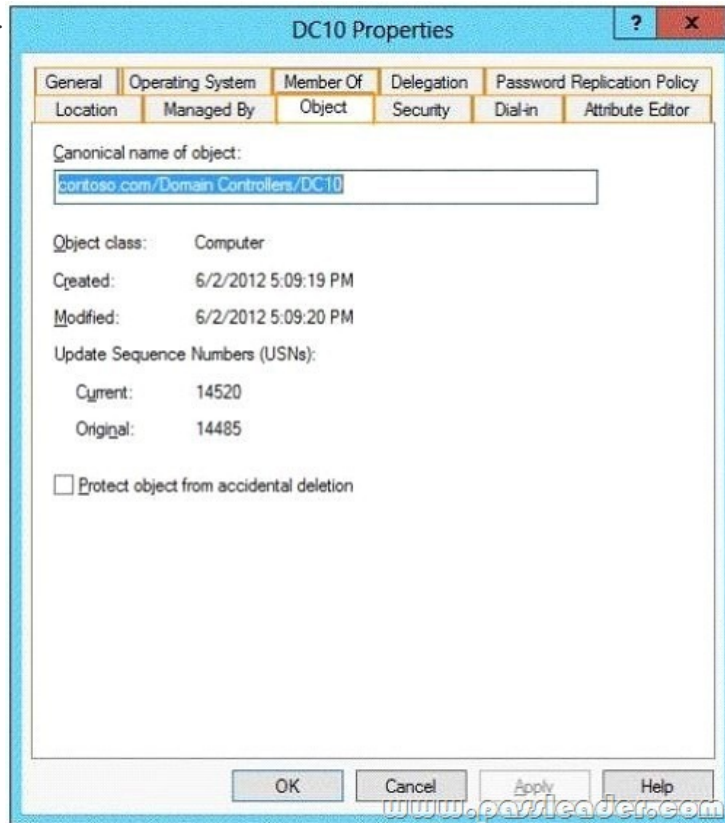 DC10 Properties
? x
General Operating System Member Of Delegation Password Replication Policy
Location Managed By Object Security Dial-in Attribute Editor
Canonical name of object:
contoso.com/Domain Controllers/DC10
Object class: Computer
Created: 6/2/2012 5:09:19 PM
Modified: 6/2/2012 5:09:20 PM
Update Sequence Numbers (USNs):
Current: 14520
Original: 14485
Protect object from accidental deletion
OK Cancel Apply Help
www.passleader.com